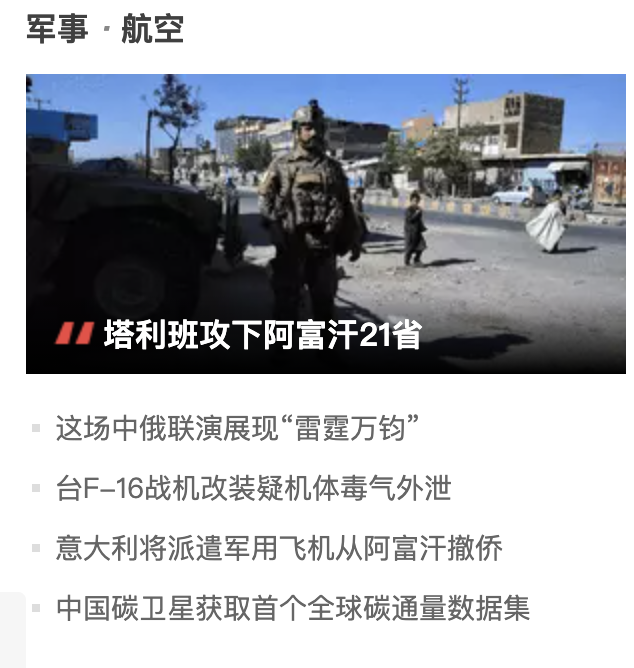 军事·航空
塔利班攻下阿富汗21省
这场中俄联演展现“雷霆万钧”
台F-16战机改装疑机体毒气外泄
意大利将派遣军用飞机从阿富汗撤侨
中国碳卫星获取首个全球碳通量数据集